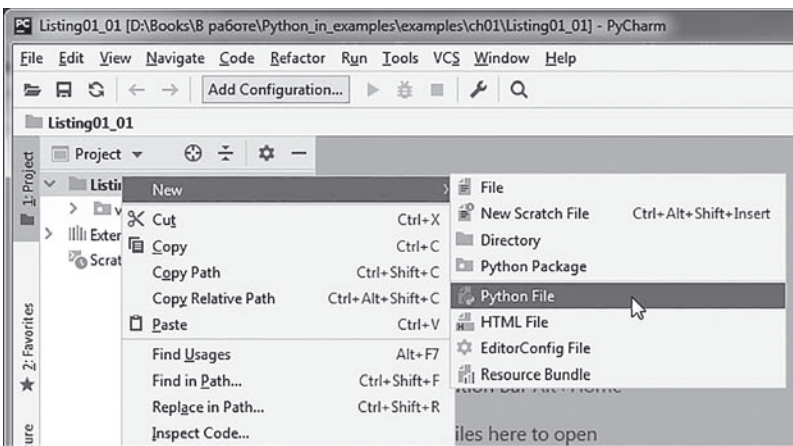 Listing01_01 [D:\Books\В работе\Python_in_examples\examples\ch01\Listing01_01] - PyCharm
File Edit View Navigate Code Refactor Run Tools VCS Window Help
Add Configuration...
Listing01_01
1: Project
Project
New
Cut Ctrl+X
Copy Ctrl+C
Copy Path Ctrl+Shift+C
Copy Relative Path Ctrl+Alt+Shift+C
Paste Ctrl+V
Find Usages Alt+F7
Find in Path... Ctrl+Shift+F
Replace in Path... Ctrl+Shift+R
Inspect Code...
File
New Scratch File Ctrl+Alt+Shift+Insert
Directory
Python Package
Python File
HTML File
EditorConfig File
Resource Bundle
iles here to open
2: Favorites